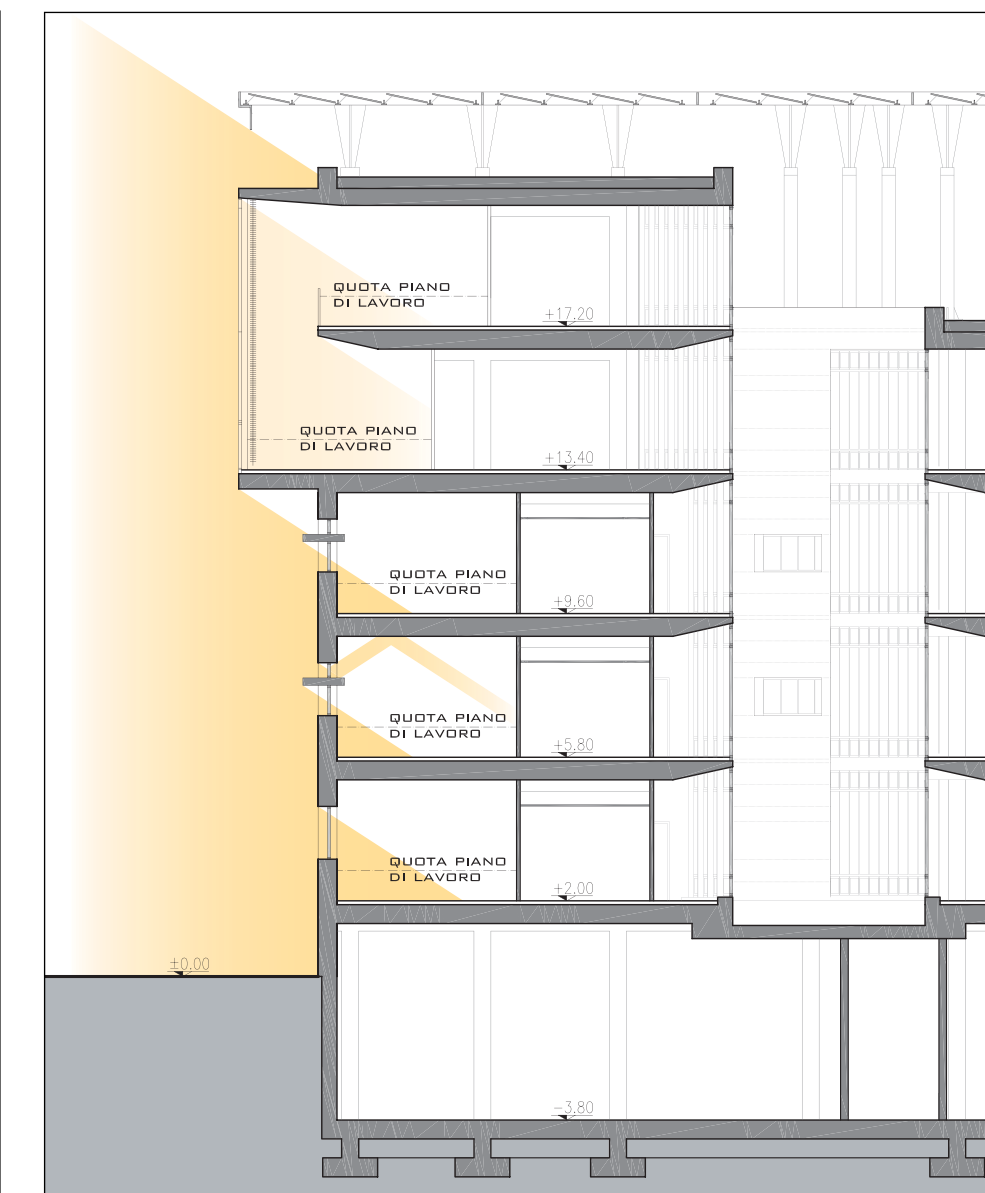 QUOTA PIANO
DI LAVORO
+17.20
QUOTA PIANO
DI LAVORO
+13.40
QUOTA PIANO
DI LAVORO
+9.60
QUOTA PIANO
DI LAVORO
+5.80
QUOTA PIANO
DI LAVORO
+2.00
±0.00
-3.80